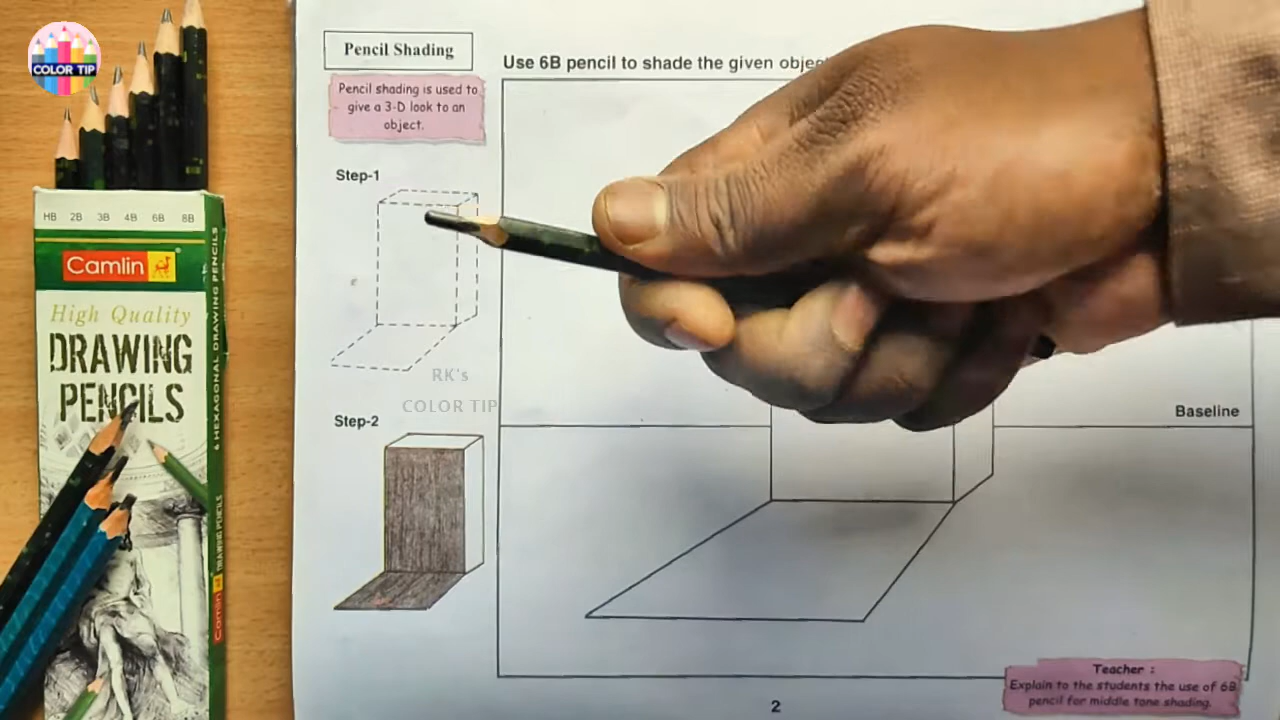 COLOR TIP
HB 2B 3B 4B 6B 8B
Camlin
High Quality
DRAWING
PENCILS
6 HEXAGONAL DRAWING PENCILS
Camlin DRAWING PENCILS
Pencil Shading
Pencil shading is used to
give a 3-D look to an
object.
Step-1
RK's
COLOR TIP
Step-2
Use 6B pencil to shade the given
Baseline
Teacher :
Explain to the students the use of 6B
pencil for middle tone shading.
2